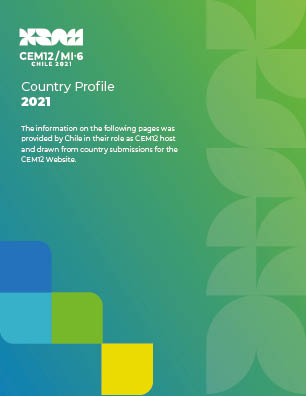 CEM12/MI-6
CHILE 2021
Country Profile
2021
The information on the following pages was
provided by Chile in their role as CEM12 host
and drawn from country submissions for the
CEM12 Website.